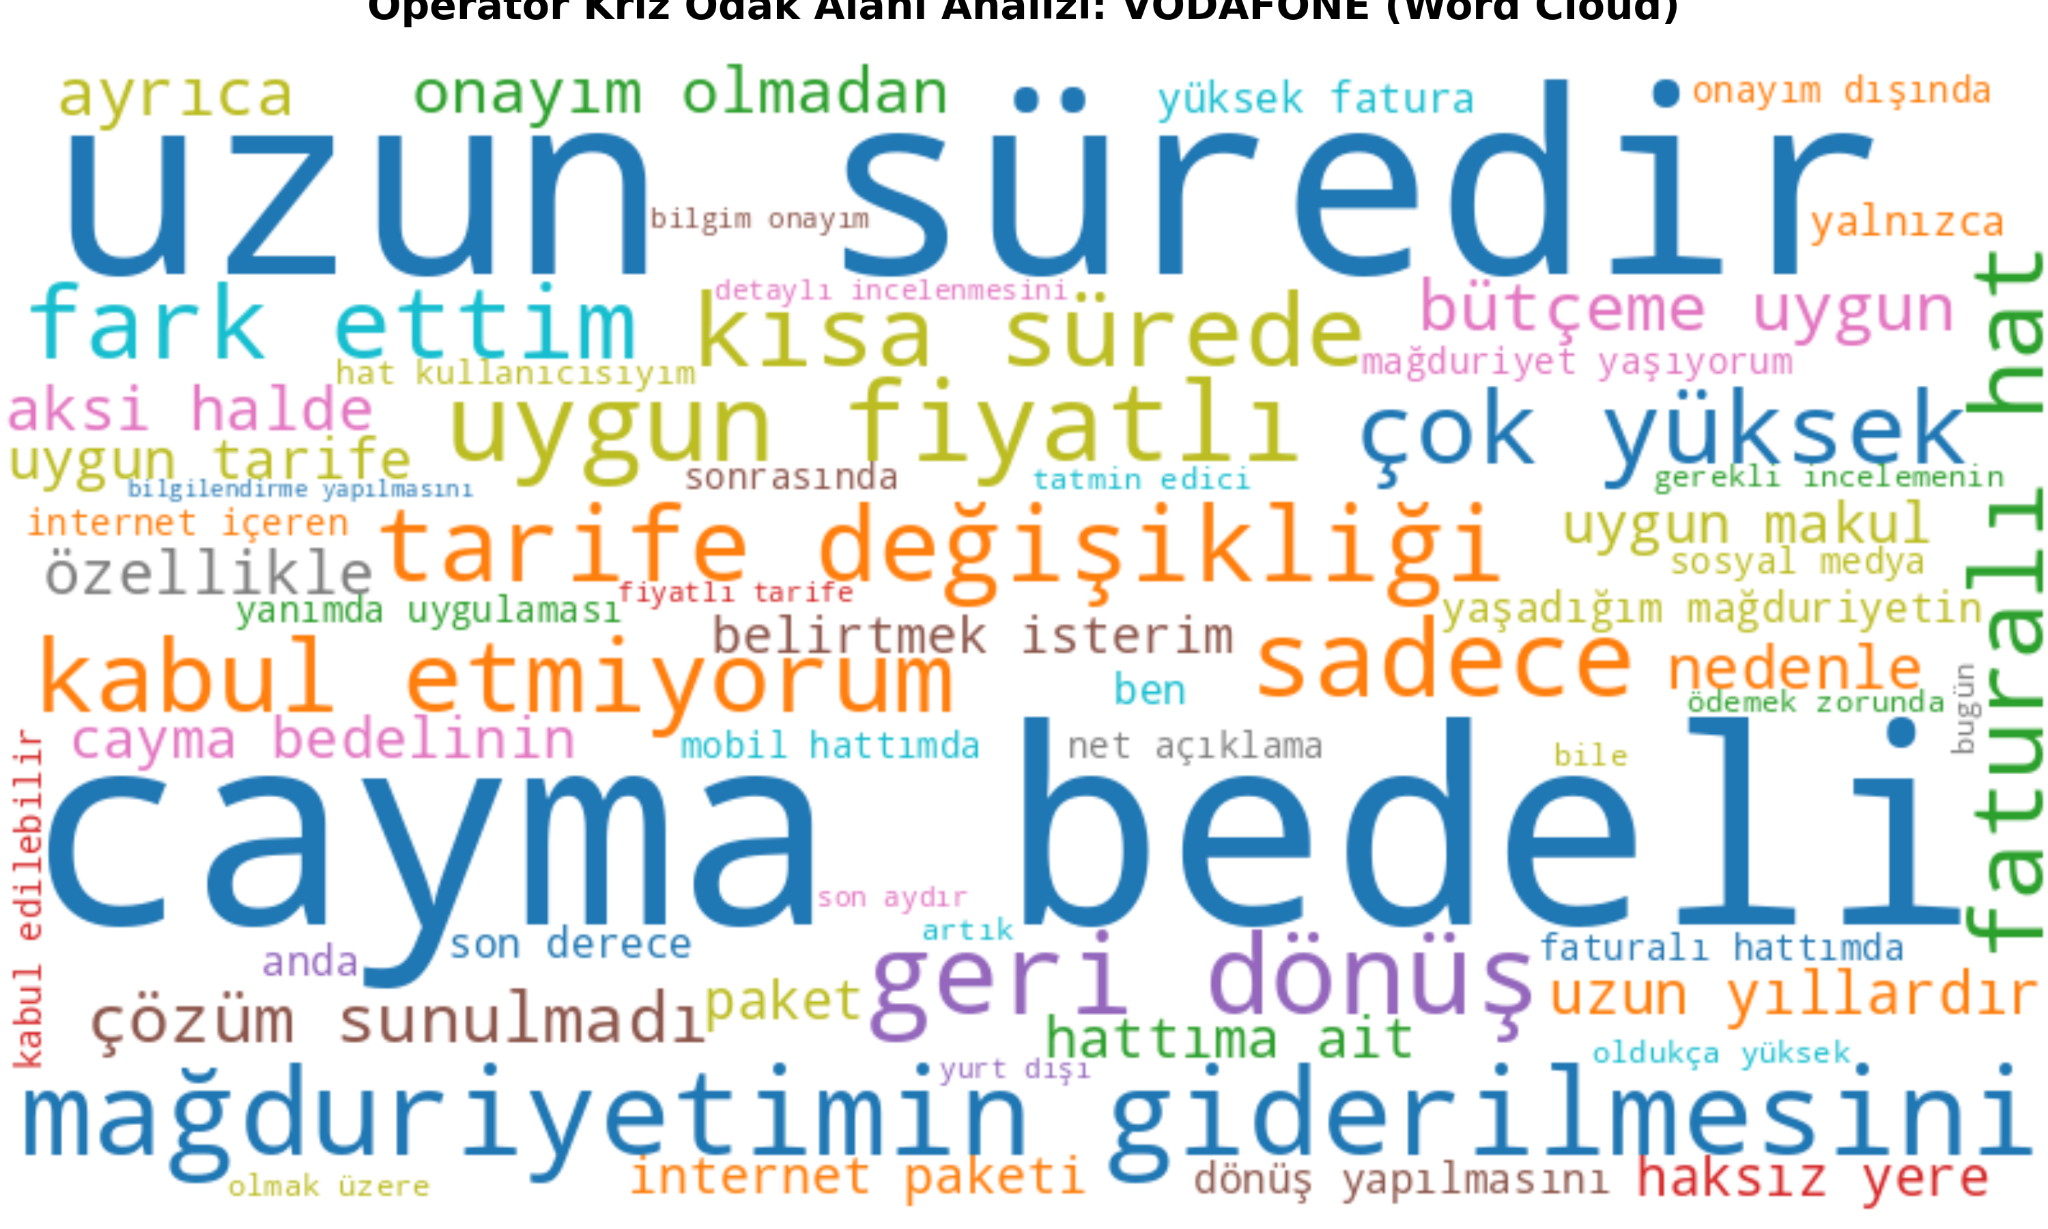 Operatör Kriz Odak Alanı Analizi: VODAFONE (Word Cloud)
ayrıca
onayım olmadan
yüksek fatura
onayım dışında
uzun süredir
bilgim onayım
yalnızca
fark ettim
detaylı incelenmesini
kısa sürede
bütçeme uygun
faturalı hat
hat kullanıcısıyım
mağduriyet yaşıyorum
aksi halde
uygun fiyatlı
çok yüksek
uygun tarife
bilgilendirme yapılmasını
sonrasında
tatmin edici
gerekli incelemenin
internet içeren
tarife değişikliği
uygun makul
özellikle
sosyal medya
yanımda uygulaması
fiyatlı tarife
yaşadığım mağduriyetin
belirtmek isterim
kabul etmiyorum
sadece
nedenle
ben
ödemek zorunda
bugün
cayma bedelinin
mobil hattımda
net açıklama
bile
kabul edilebilir
cayma bedeli
son aydır
artık
anda
son derece
geri dönüş
faturalı hattımda
çözüm sunulmadı
paket
uzun yıllardır
hattıma ait
oldukça yüksek
yurt dışı
mağduriyetimin giderilmesini
olmak üzere
internet paketi
dönüş yapılmasını
haksız yere